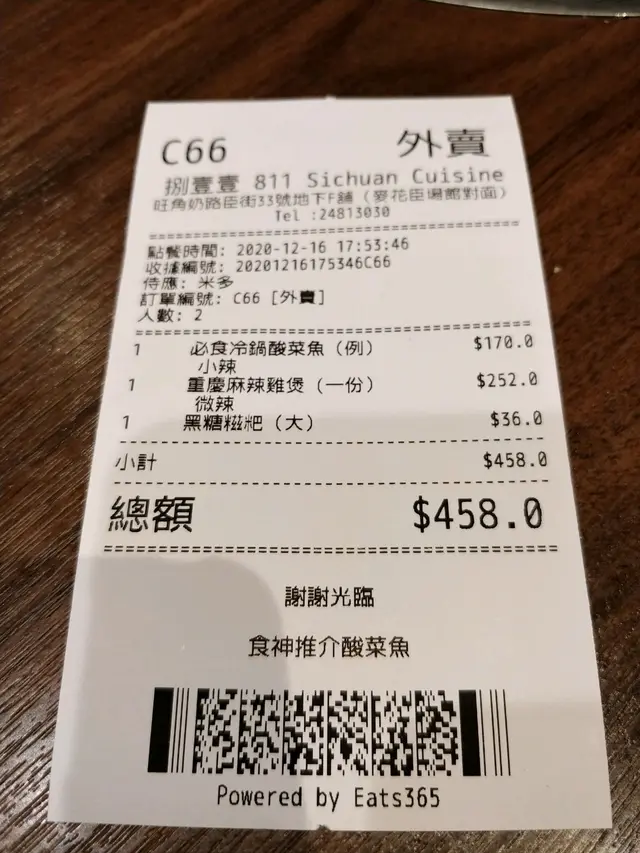 C66 外賣
捌壹壹 811 Sichuan Cuisine
旺角奶路臣街33號地下F舖（麥花臣場館對面）
Tel :24813030
點餐時間: 2020-12-16 17:53:46
收據編號: 20201216175346C66
侍應: 米多
訂單編號: C66 [外賣]
人數: 2
1 必食冷鍋酸菜魚（例） $170.0
小辣
1 重慶麻辣雞煲（一份） $252.0
微辣
1 黑糖糍粑（大） $36.0
小計 $458.0
總額 $458.0
謝謝光臨
食神推介酸菜魚
Powered by Eats365